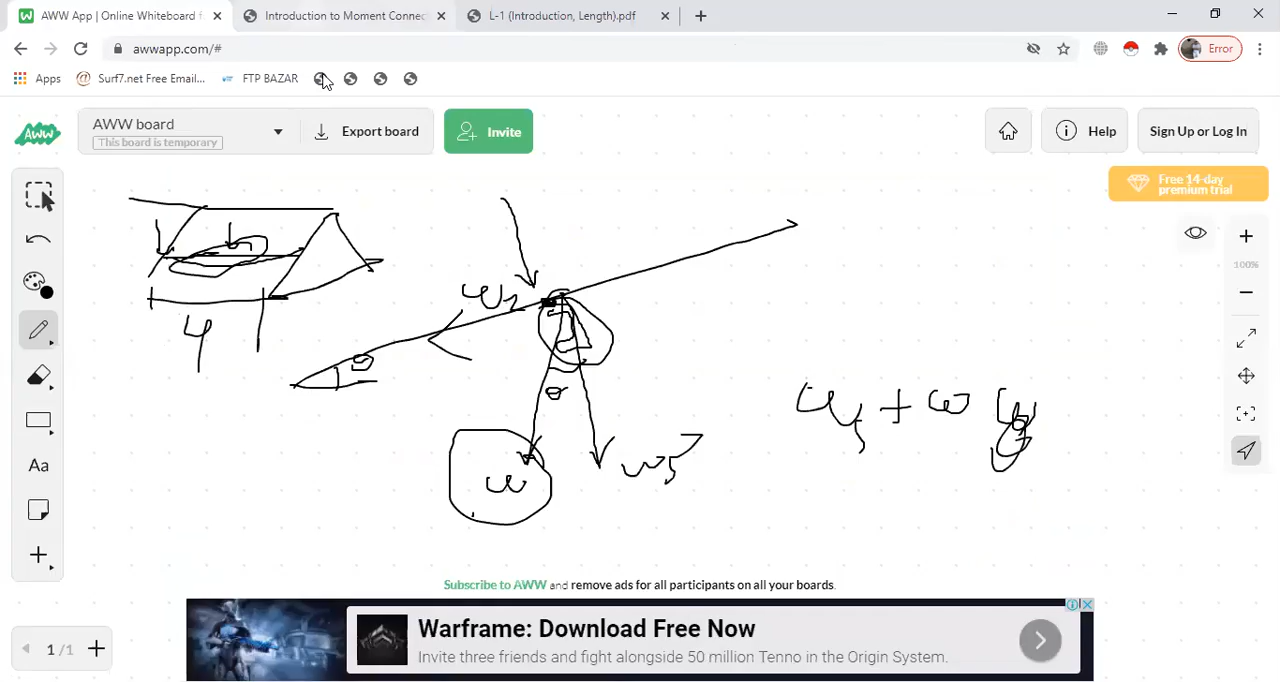 AWW App | Online Whiteboard f
Introduction to Moment Connec
L-1 (Introduction, Length).pdf
awwapp.com/#
Error
Apps
Surf7.net Free Email...
FTP BAZAR
AWW
AWW board
This board is temporary
Export board
Invite
Help
Sign Up or Log In
Free 14-day
premium trial
100%
Aa
θ
θ
w
Subscribe to AWW and remove ads for all participants on all your boards.
Warframe: Download Free Now
Invite three friends and fight alongside 50 million Tenno in the Origin System.
1 /1